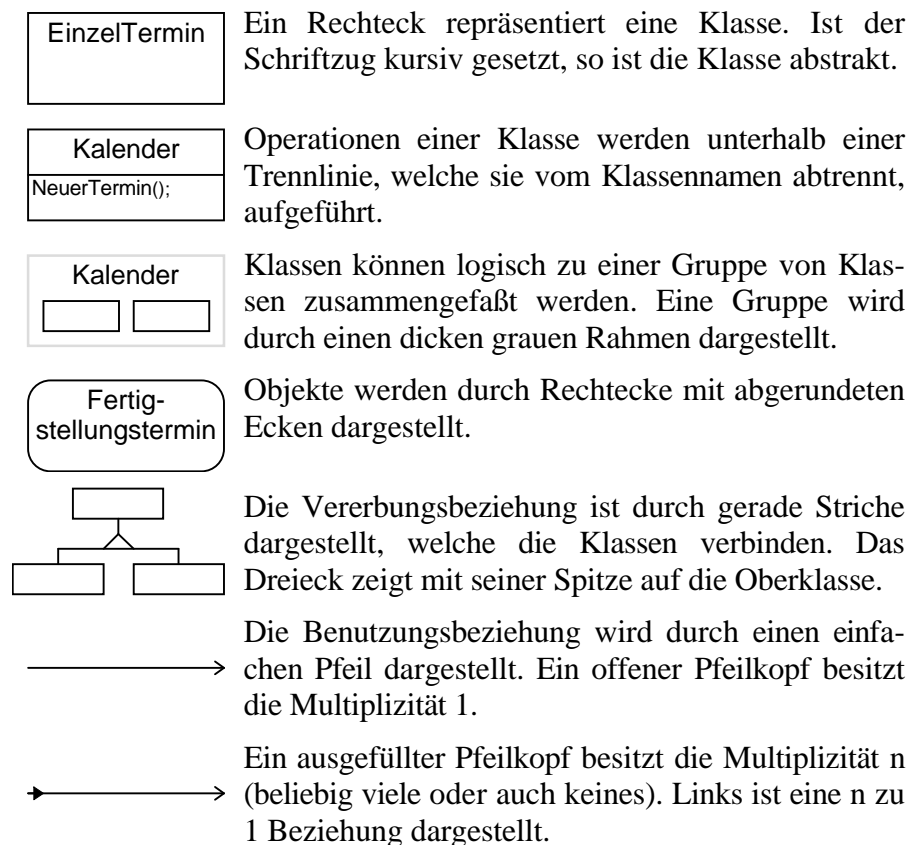 EinzelTermin
Ein Rechteck repräsentiert eine Klasse. Ist der
Schriftzug kursiv gesetzt, so ist die Klasse abstrakt.
Kalender
NeuerTermin();
Operationen einer Klasse werden unterhalb einer
Trennlinie, welche sie vom Klassennamen abtrennt,
aufgeführt.
Kalender
Klassen können logisch zu einer Gruppe von Klas-
sen zusammengefaßt werden. Eine Gruppe wird
durch einen dicken grauen Rahmen dargestellt.
Fertig-
stellungstermin
Objekte werden durch Rechtecke mit abgerundeten
Ecken dargestellt.
Die Vererbungsbeziehung ist durch gerade Striche
dargestellt, welche die Klassen verbinden. Das
Dreieck zeigt mit seiner Spitze auf die Oberklasse.
Die Benutzungsbeziehung wird durch einen einfa-
chen Pfeil dargestellt. Ein offener Pfeilkopf besitzt
die Multiplizität 1.
Ein ausgefüllter Pfeilkopf besitzt die Multiplizität n
(beliebig viele oder auch keines). Links ist eine n zu
1 Beziehung dargestellt.